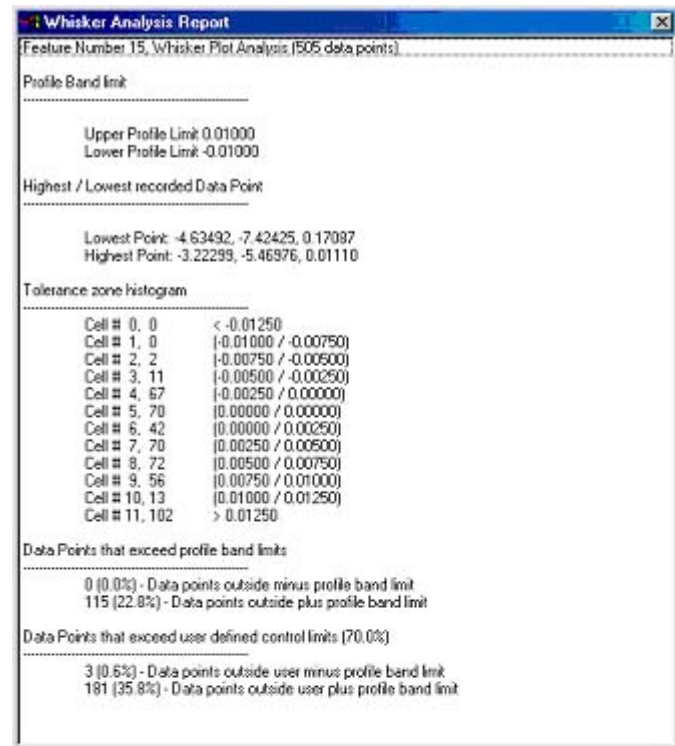 Whisker Analysis Report
Feature Number 15, Whisker Plot Analysis (505 data points)
Profile Band limit
Upper Profile Limit 0.01000
Lower Profile Limit -0.01000
Highest / Lowest recorded Data Point
Lowest Point: -4.63492, -7.42425, 0.17087
Highest Point: -3.22299, -5.46976, 0.01110
Tolerance zone histogram
Cell # 0, 0 < -0.01250
Cell # 1, 0 (-0.01000 / -0.00750)
Cell # 2, 2 (-0.00750 / -0.00500)
Cell # 3, 11 (-0.00500 / -0.00250)
Cell # 4, 67 (-0.00250 / 0.00000)
Cell # 5, 70 (0.00000 / 0.00000)
Cell # 6, 42 (0.00000 / 0.00250)
Cell # 7, 70 (0.00250 / 0.00500)
Cell # 8, 72 (0.00500 / 0.00750)
Cell # 9, 56 (0.00750 / 0.01000)
Cell # 10, 13 (0.01000 / 0.01250)
Cell # 11, 102 > 0.01250
Data Points that exceed profile band limits
0 (0.0%) - Data points outside minus profile band limit
115 (22.8%) - Data points outside plus profile band limit
Data Points that exceed user defined control limits (70.0%)
3 (0.6%) - Data points outside user minus profile band limit
181 (35.8%) - Data points outside user plus profile band limit